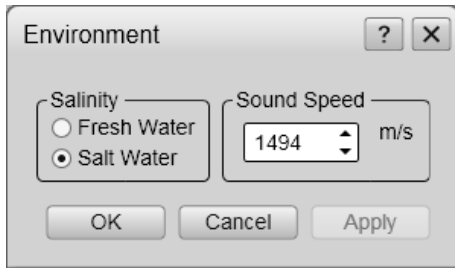 Environment ?
Salinity
Fresh Water
Salt Water
Sound Speed
1494 m/s
OK Cancel Apply